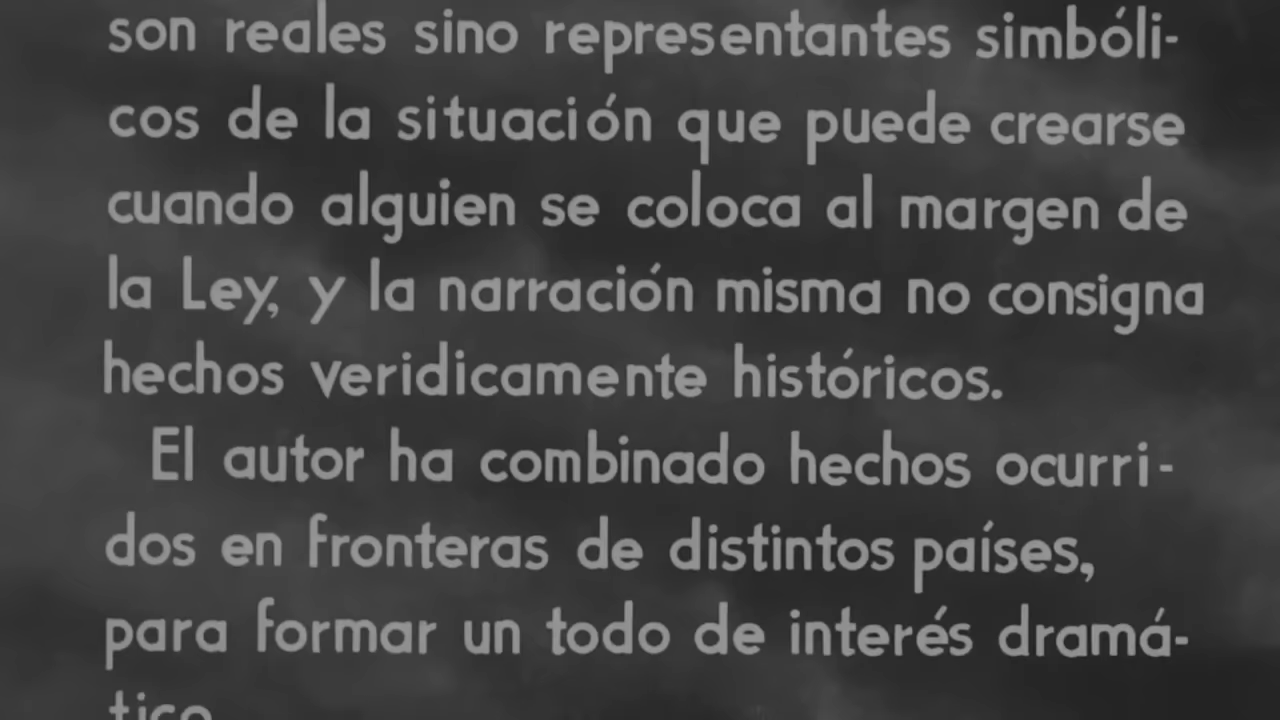 son reales sino representantes simbóli-
cos de la situación que puede crearse
cuando alguien se coloca al margen de
la Ley, y la narración misma no consigna
hechos veridicamente históricos.
El autor ha combinado hechos ocurri-
dos en fronteras de distintos países,
para formar un todo de interés dramá-
tico